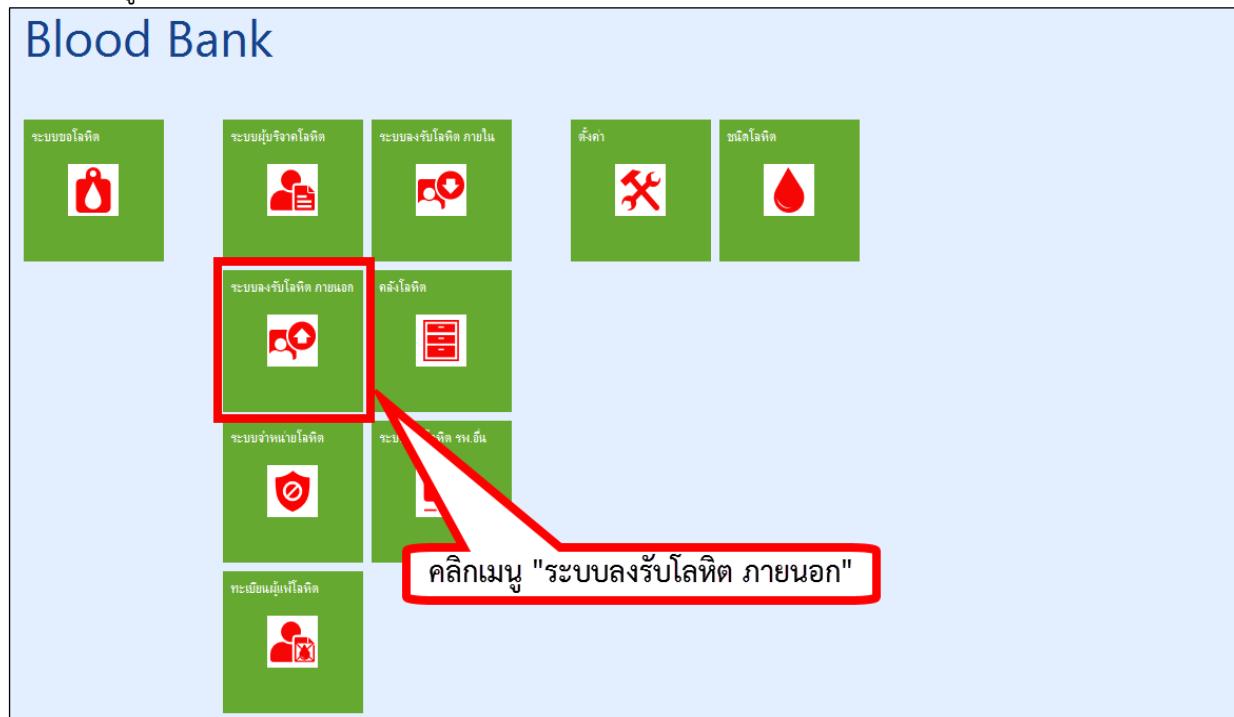 Blood Bank
ระบบขอโลหิต
ระบบผู้บริจาคโลหิต
ระบบลงรับโลหิต ภายใน
ตั้งค่า
ชนิดโลหิต
ระบบลงรับโลหิต ภายนอก
คลังโลหิต
ระบบจำหน่ายโลหิต
รพ.อื่น
คลิกเมนู "ระบบลงรับโลหิต ภายนอก"
ทะเบียนผู้แพ้โลหิต